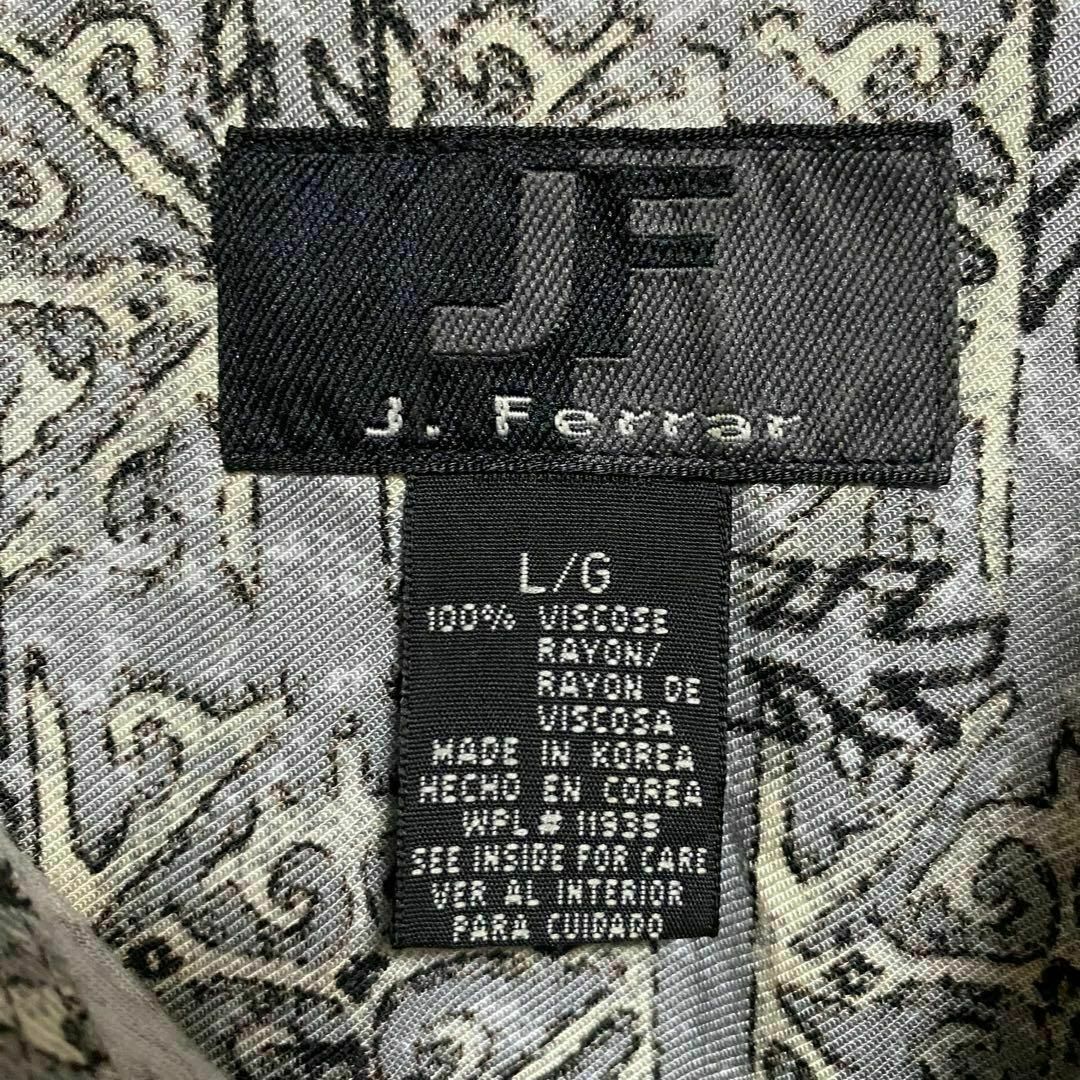 JF
J. Ferrar
L/G
100% VISCOSE
RAYON/
RAYON DE
VISCOSA
MADE IN KOREA
HECHO EN COREA
WPL # 11935
SEE INSIDE FOR CARE
VER AL INTERIOR
PARA CUIDADO